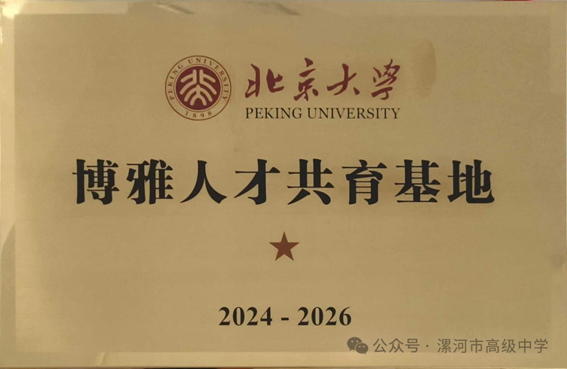 PEKING UNIVERSITY
1898
北京大学
PEKING UNIVERSITY
博雅人才共育基地
2024 - 2026
公众号 · 漯河市高级中学